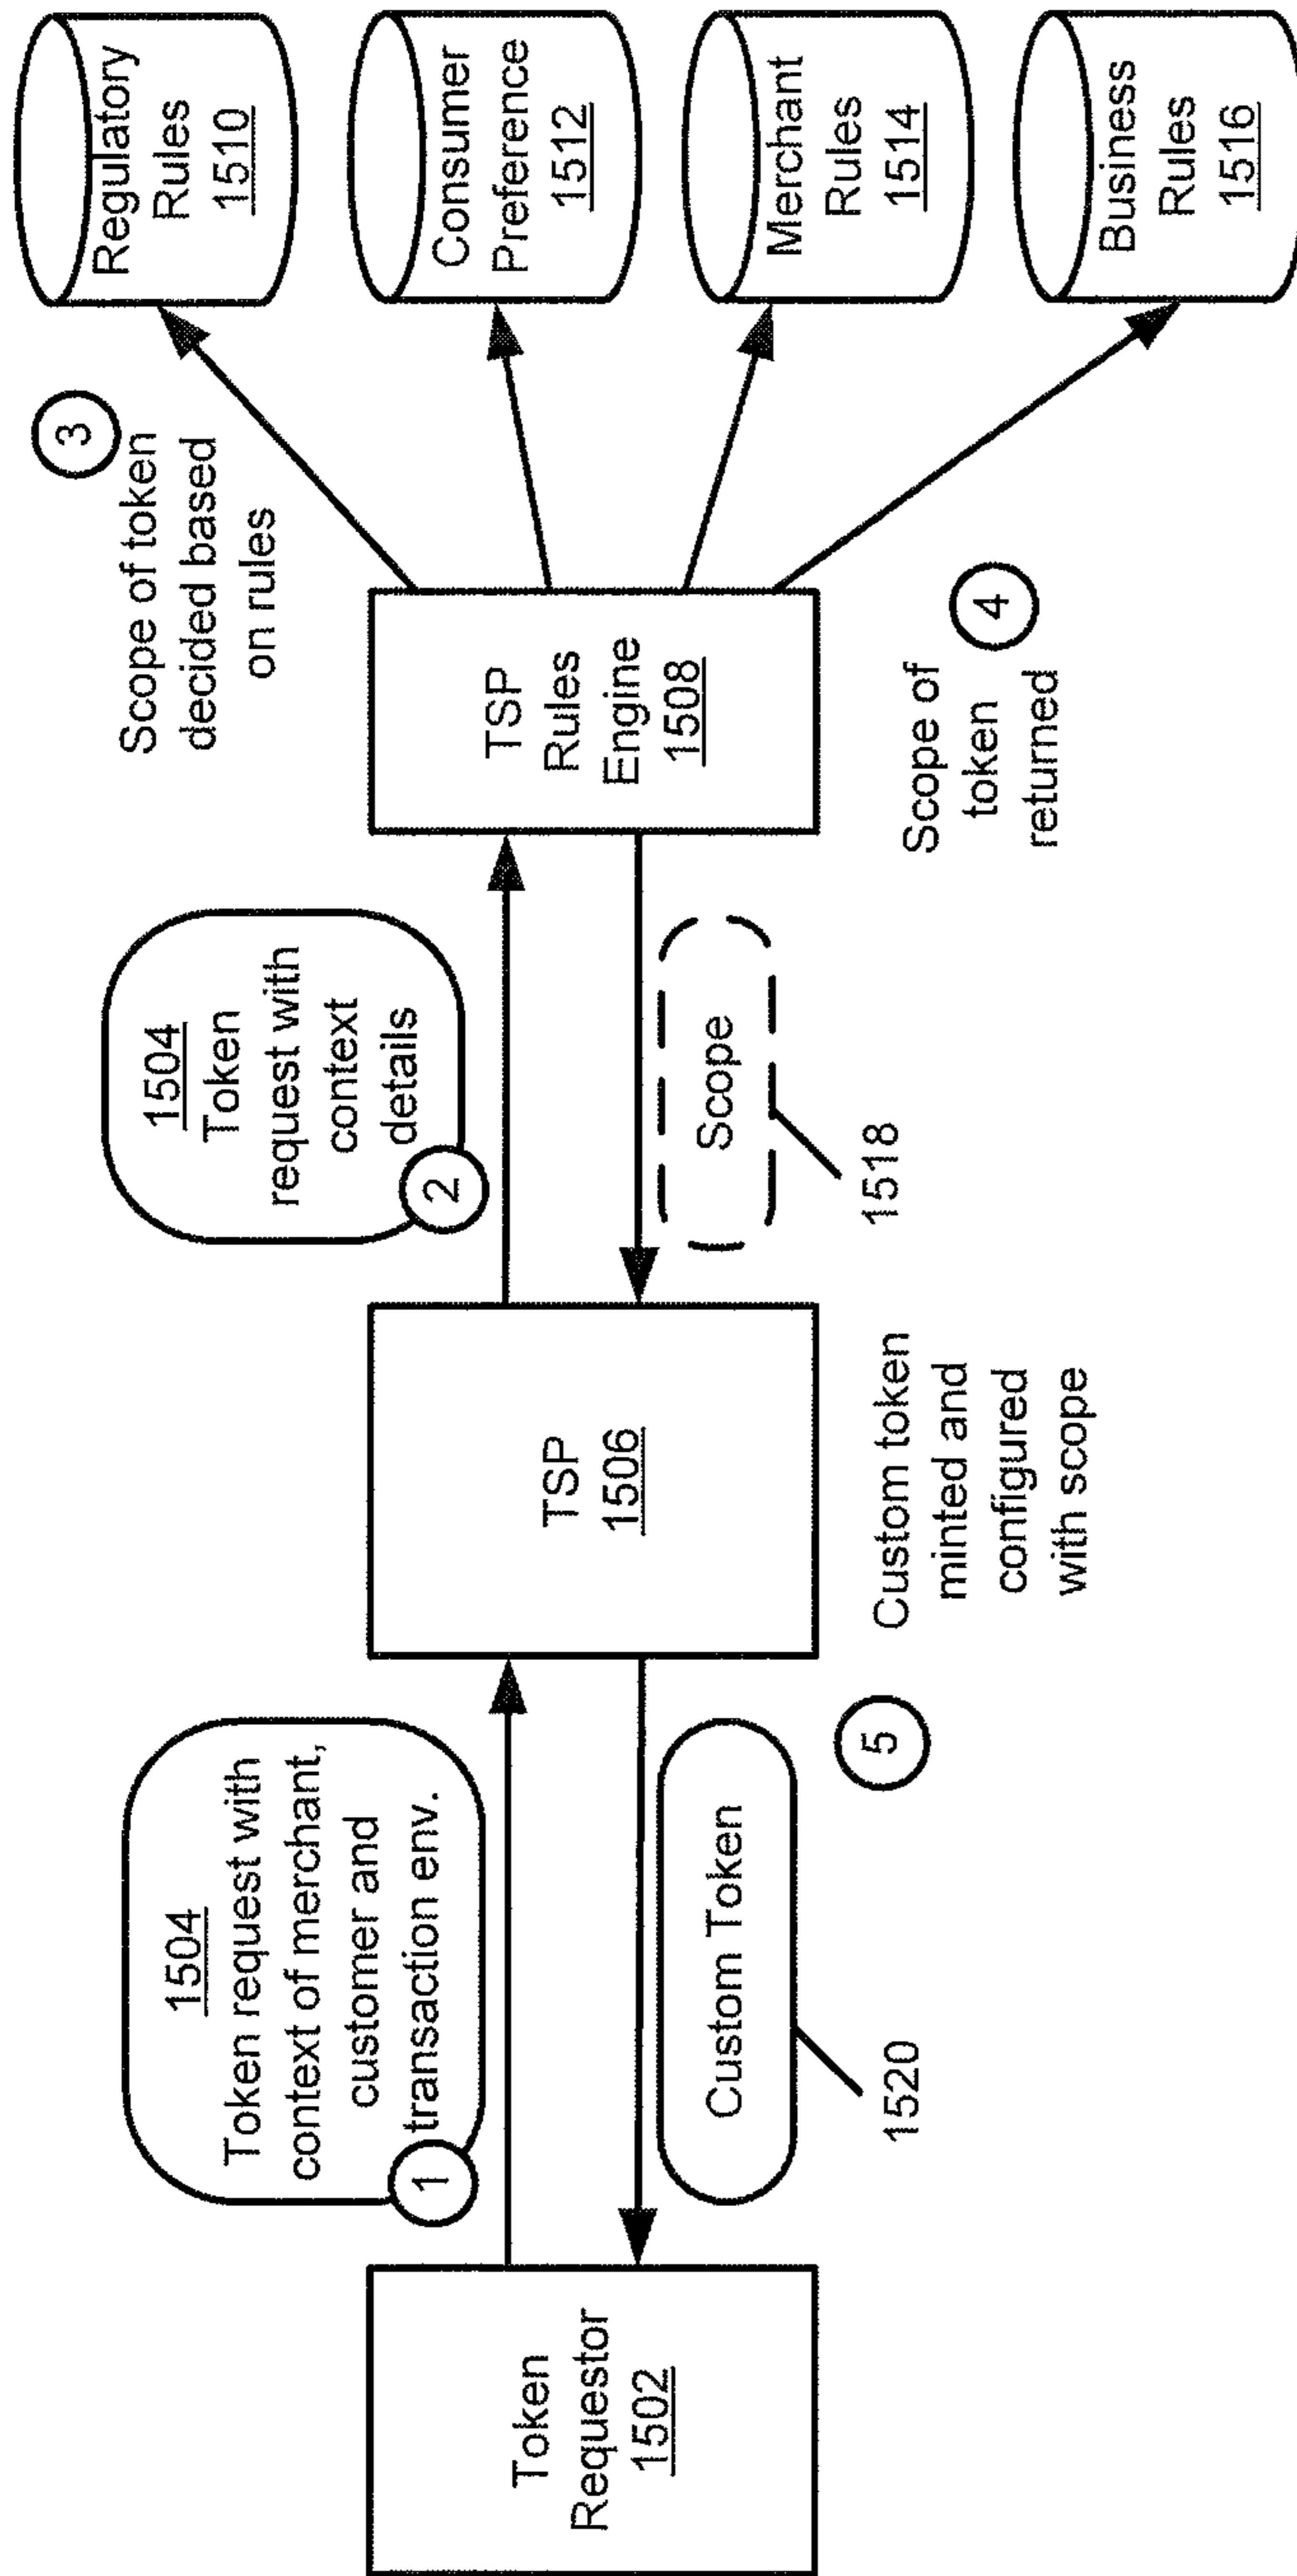 Token
Requestor
1502
1504
Token request with
context of merchant,
customer and
transaction env.
1
Custom Token
1520
5
TSP
1506
Custom token
minted and
configured
with scope
1504
Token
request with
context
details
2
Scope
1518
TSP
Rules
Engine
1508
3
Scope of token
decided based
on rules
Scope of
token
returned
4
Regulatory
Rules
1510
Consumer
Preference
1512
Merchant
Rules
1514
Business
Rules
1516